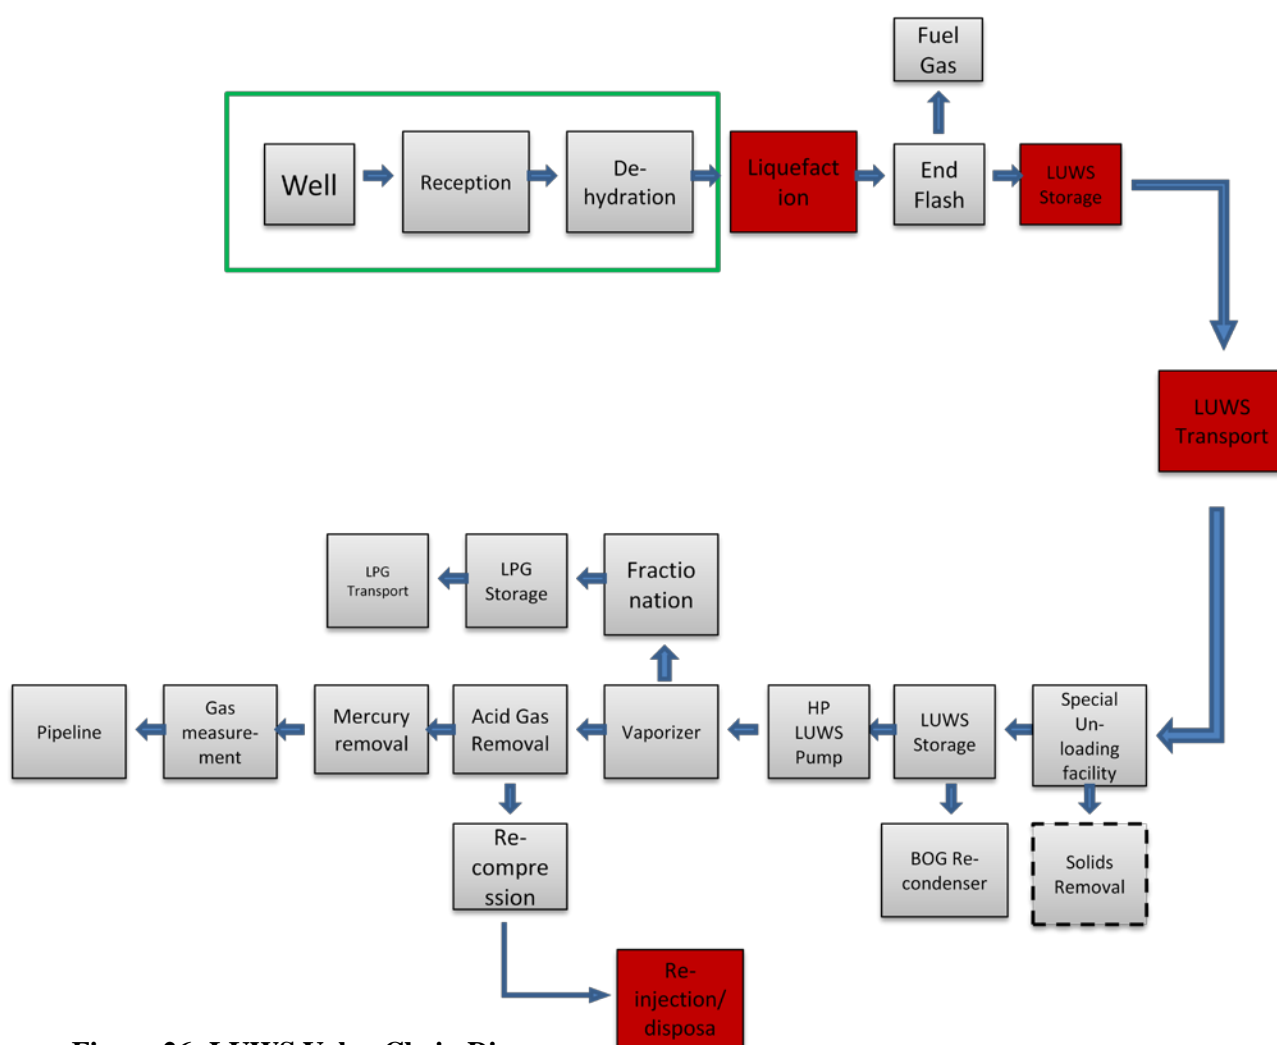 Fuel
Gas
Well
Reception
De-
hydration
Liquefact
ion
End
Flash
LUWS
Storage
LUWS
Transport
LPG
Transport
LPG
Storage
Fractio
nation
Pipeline
Gas
measure-
ment
Mercury
removal
Acid Gas
Removal
Vaporizer
HP
LUWS
Pump
LUWS
Storage
Special
Un-
loading
facility
Re-
compre
ssion
BOG Re-
condenser
Solids
Removal
Re-
injection/
disposa